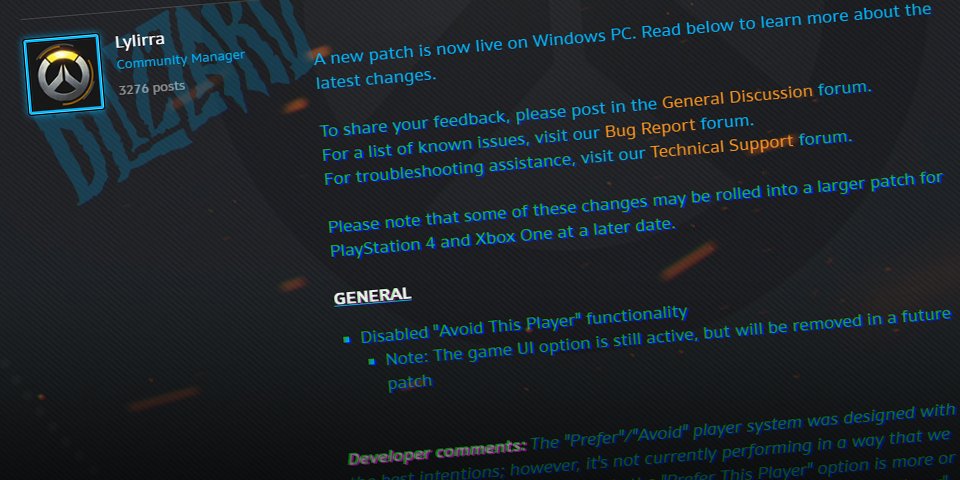 BLIZZARD
Lylirra
Community Manager
3276 posts
A new patch is now live on Windows PC. Read below to learn more about the
latest changes.
To share your feedback, please post in the General Discussion forum.
For a list of known issues, visit our Bug Report forum.
For troubleshooting assistance, visit our Technical Support forum.
Please note that some of these changes may be rolled into a larger patch for
PlayStation 4 and Xbox One at a later date.
GENERAL
Disabled "Avoid This Player" functionality
Note: The game UI option is still active, but will be removed in a future
patch
Developer comments: The "Prefer"/"Avoid" player system was designed with
the best intentions; however, it's not currently performing in a way that we
the "Prefer This Player" option is more or